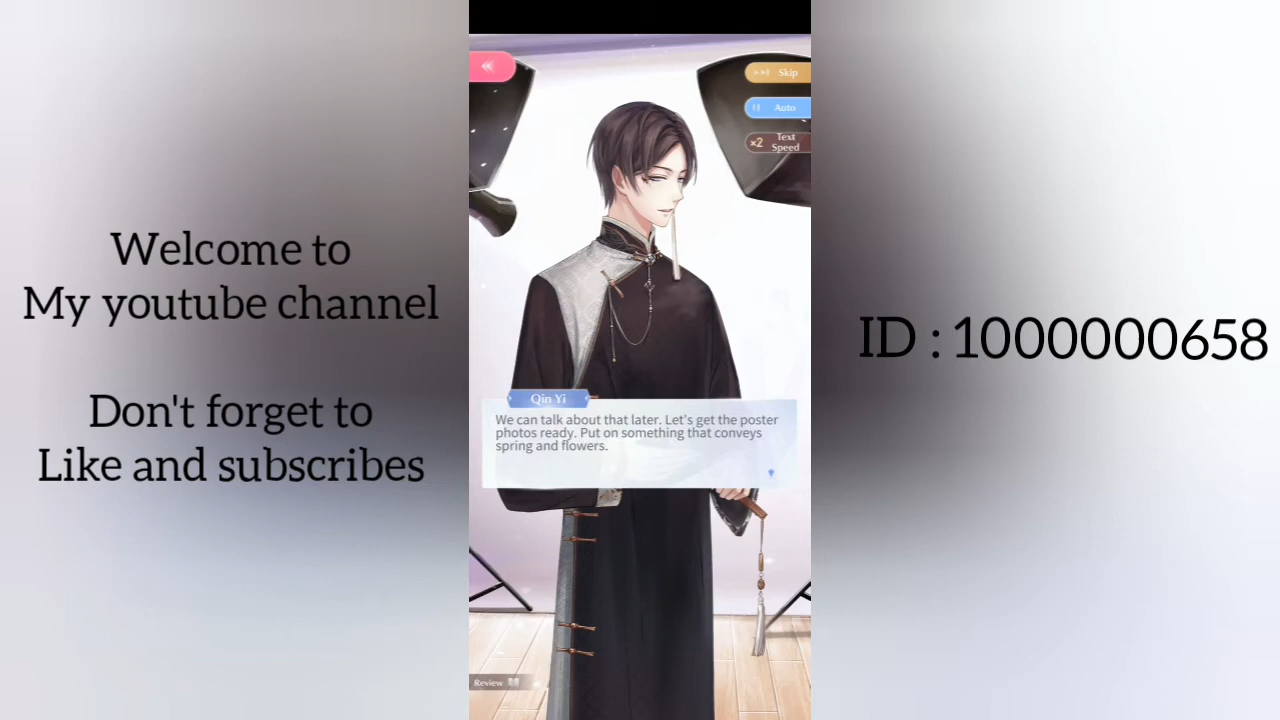 Welcome to
My youtube channel
Don't forget to
Like and subscribes
Skip
Auto
×2 Text
Speed
Qin Yi
We can talk about that later. Let's get the poster
photos ready. Put on something that conveys
spring and flowers.
Review
ID : 1000000658